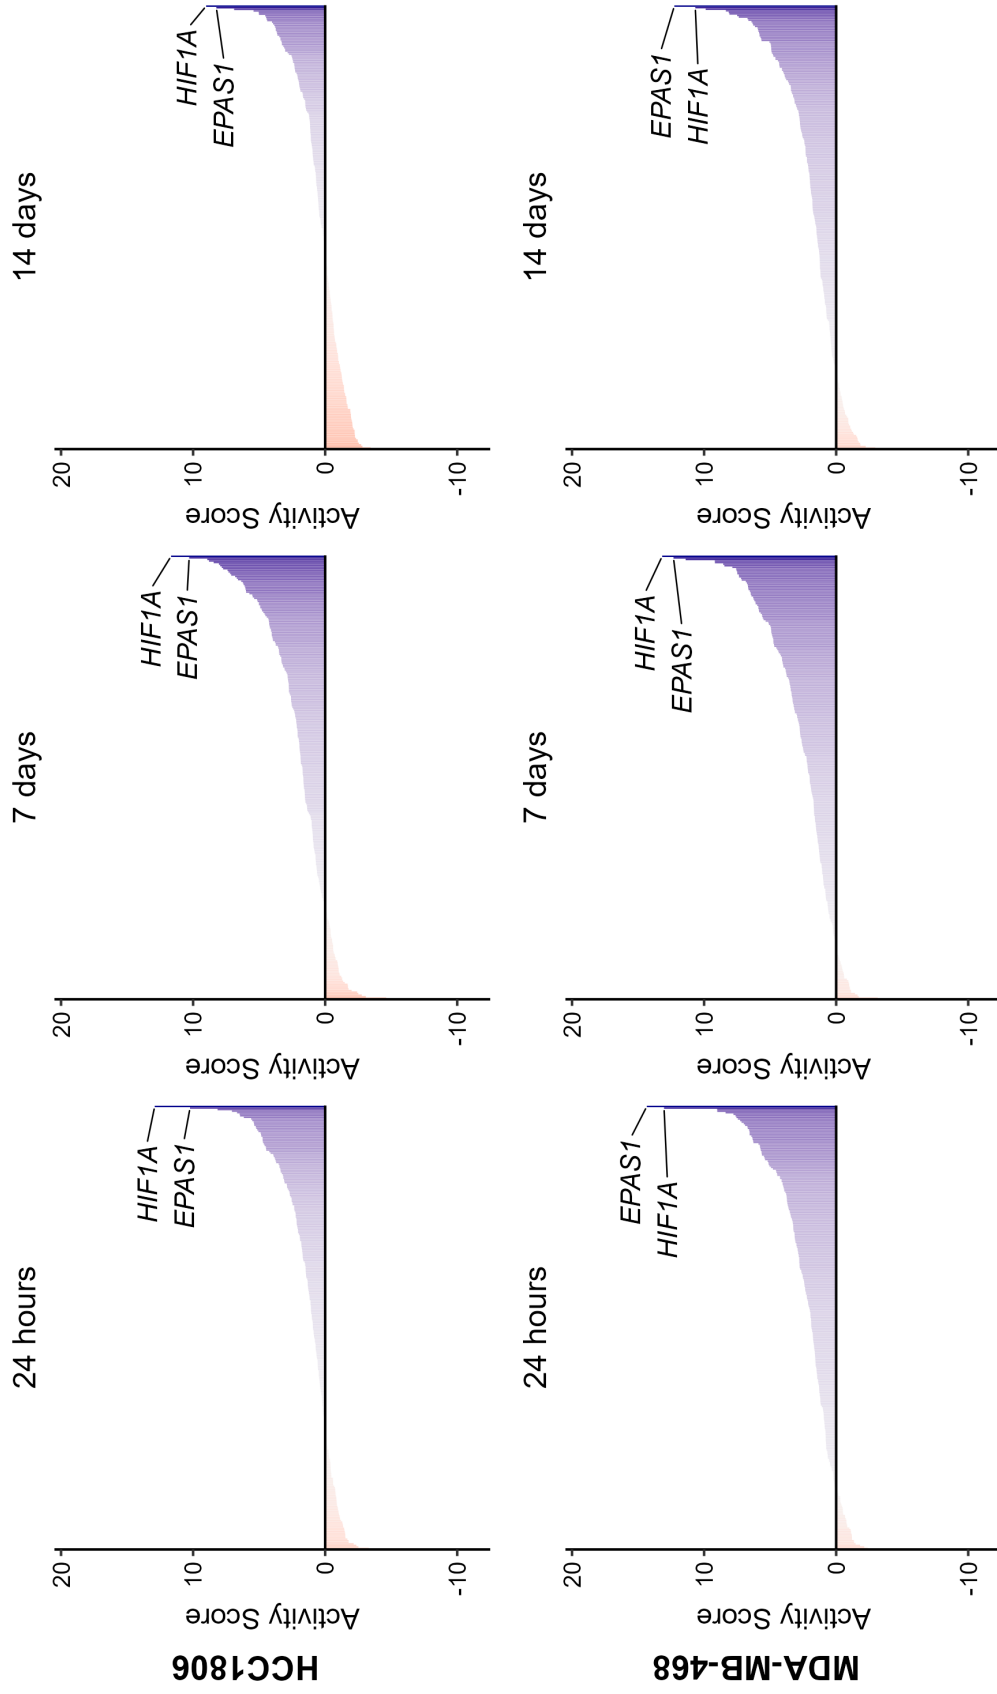 24 hours
7 days
14 days
HCC1806
Activity Score
20
10
0
-10
HIF1A
EPAS1
Activity Score
20
10
0
-10
HIF1A
EPAS1
Activity Score
20
10
0
-10
HIF1A
EPAS1
24 hours
7 days
14 days
MDA-MB-468
Activity Score
20
10
0
-10
EPAS1
HIF1A
Activity Score
20
10
0
-10
HIF1A
EPAS1
Activity Score
20
10
0
-10
EPAS1
HIF1A